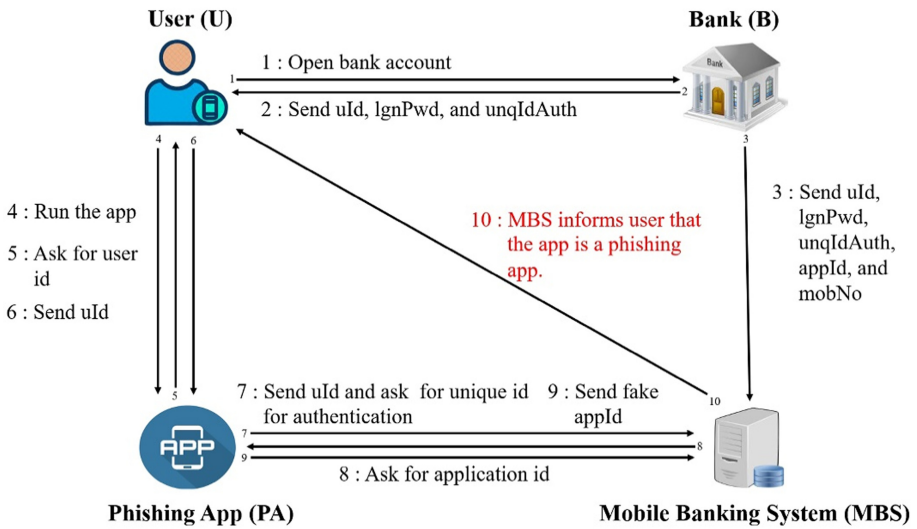 User (U)
Bank (B)
Bank
1 : Open bank account
1
2
2 : Send uId, lgnPwd, and unqIdAuth
4
6
3
4 : Run the app
5 : Ask for user
id
6 : Send uId
10 : MBS informs user that
the app is a phishing
app.
3 : Send uId,
lgnPwd,
unqIdAuth,
appId, and
mobNo
5
10
7 : Send uId and ask  for unique id
for authentication
9 : Send fake
appId
7
8
9
8 : Ask for application id
APP
Phishing App (PA)
Mobile Banking System (MBS)